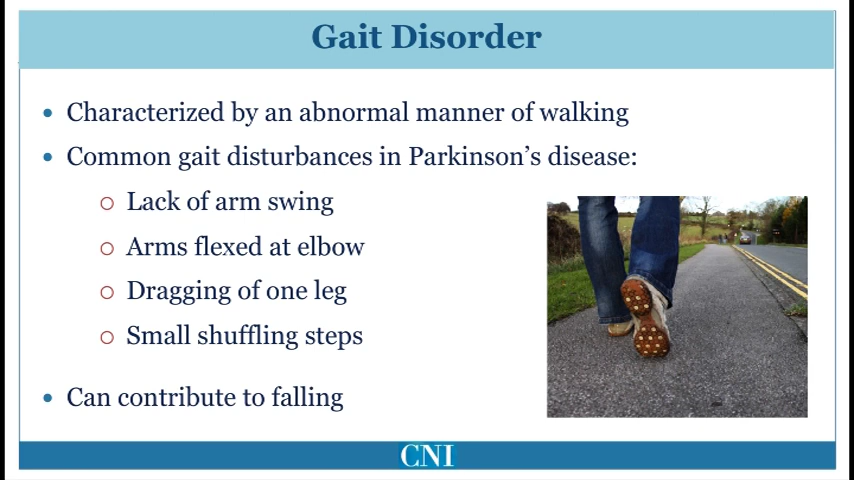 Gait Disorder
Characterized by an abnormal manner of walking
Common gait disturbances in Parkinson's disease:
Lack of arm swing
Arms flexed at elbow
Dragging of one leg
Small shuffling steps
Can contribute to falling
CNI